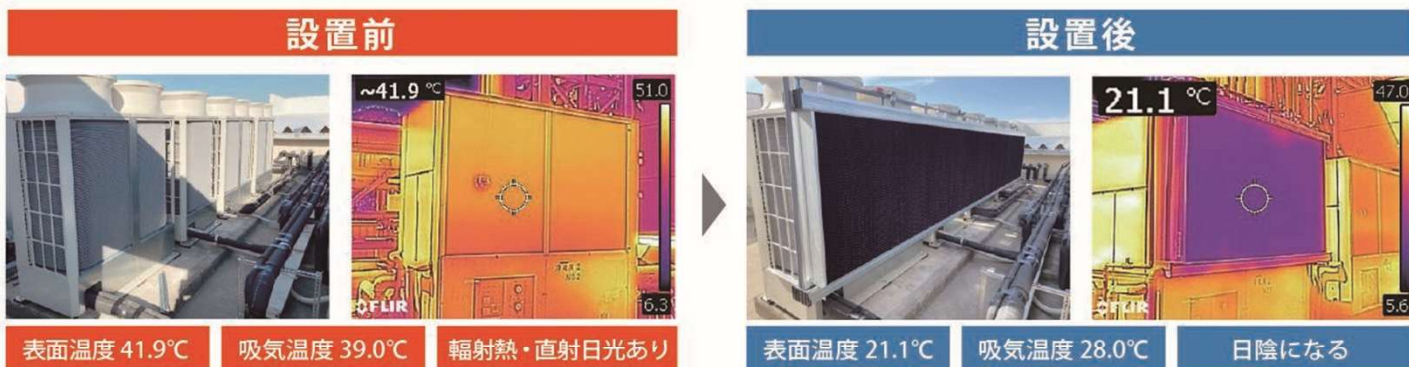 設置前
設置後
~41.9 ℃
51.0
6.3
FLIR
21.1 ℃
47.0
5.6
FLIR
表面温度 41.9℃
吸気温度 39.0℃
輻射熱・直射日光あり
表面温度 21.1℃
吸気温度 28.0℃
日陰になる